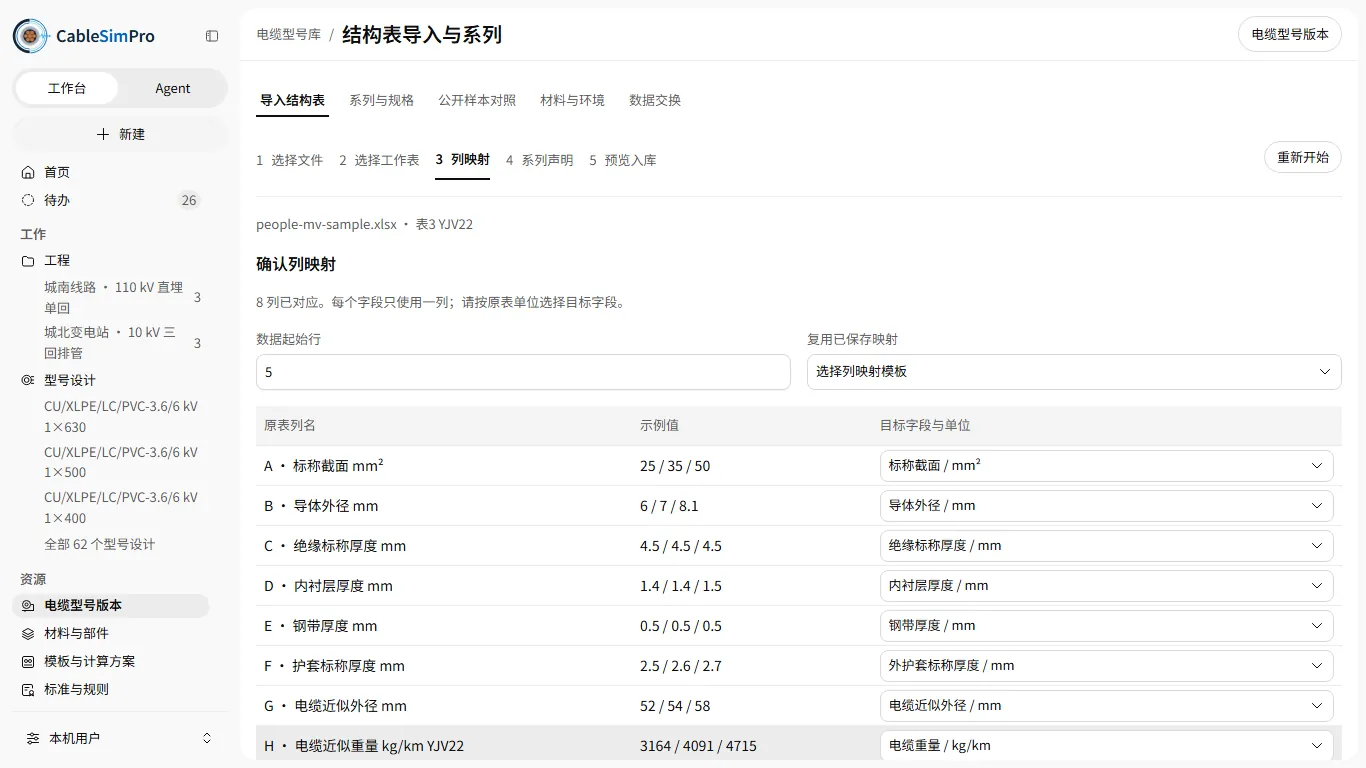 CableSimPro
工作台
Agent
新建
首页
待办
26
工作
工程
城南线路 • 110 kV 直埋
单回
3
城北变电站 • 10 kV 三
回排管
3
型号设计
CU/XLPE/LC/PVC-3.6/6 kV
1×630
CU/XLPE/LC/PVC-3.6/6 kV
1×500
CU/XLPE/LC/PVC-3.6/6 kV
1×400
全部 62 个型号设计
资源
电缆型号版本
材料与部件
模板与计算方案
标准与规则
本机用户
电缆型号库 / 结构表导入与系列
电缆型号版本
导入结构表
系列与规格
公开样本对照
材料与环境
数据交换
1 选择文件
2 选择工作表
3 列映射
4 系列声明
5 预览入库
重新开始
people-mv-sample.xlsx • 表3 YJV22
确认列映射
8 列已对应。每个字段只使用一列；请按原表单位选择目标字段。
数据起始行
复用已保存映射
5
选择列映射模板
原表列名
示例值
目标字段与单位
A • 标称截面 mm²
25 / 35 / 50
标称截面 / mm²
B • 导体外径 mm
6 / 7 / 8.1
导体外径 / mm
C • 绝缘标称厚度 mm
4.5 / 4.5 / 4.5
绝缘标称厚度 / mm
D • 内衬层厚度 mm
1.4 / 1.4 / 1.5
内衬层厚度 / mm
E • 钢带厚度 mm
0.5 / 0.5 / 0.5
钢带厚度 / mm
F • 护套标称厚度 mm
2.5 / 2.6 / 2.7
外护套标称厚度 / mm
G • 电缆近似外径 mm
52 / 54 / 58
电缆近似外径 / mm
H • 电缆近似重量 kg/km YJV22
3164 / 4091 / 4715
电缆重量 / kg/km